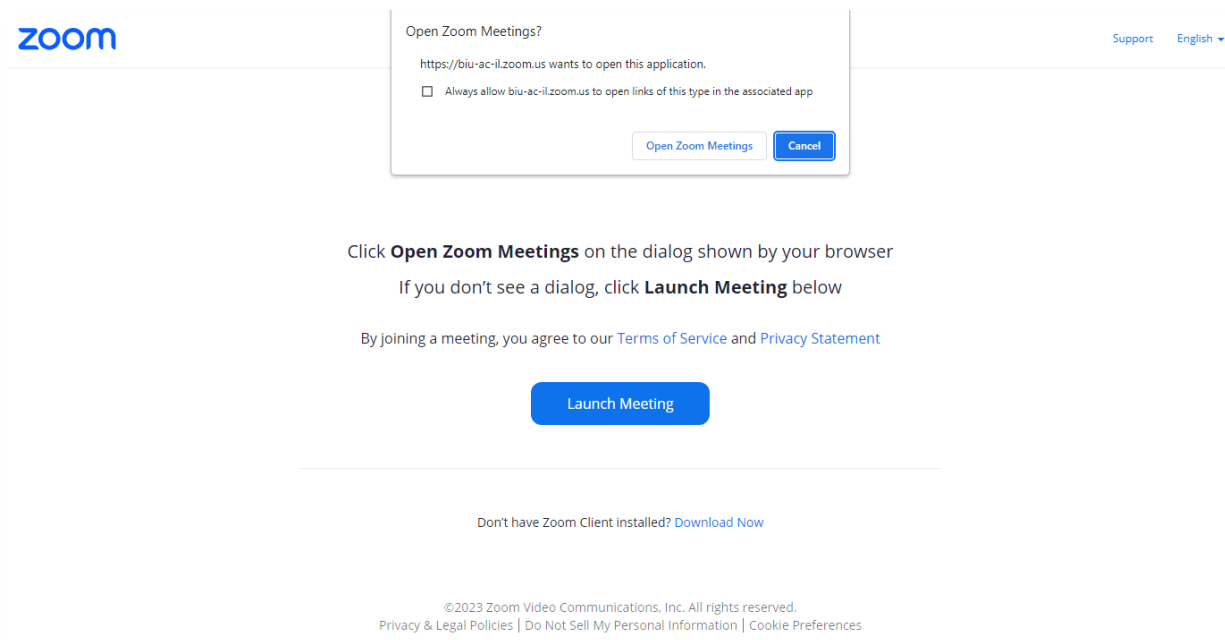 zoom
Support English
Open Zoom Meetings?
https://biu-ac-il.zoom.us wants to open this application.
Always allow biu-ac-il.zoom.us to open links of this type in the associated app
Open Zoom Meetings Cancel
Click Open Zoom Meetings on the dialog shown by your browser
If you don’t see a dialog, click Launch Meeting below
By joining a meeting, you agree to our Terms of Service and Privacy Statement
Launch Meeting
Don’t have Zoom Client installed? Download Now
©2023 Zoom Video Communications, Inc. All rights reserved.
Privacy & Legal Policies | Do Not Sell My Personal Information | Cookie Preferences